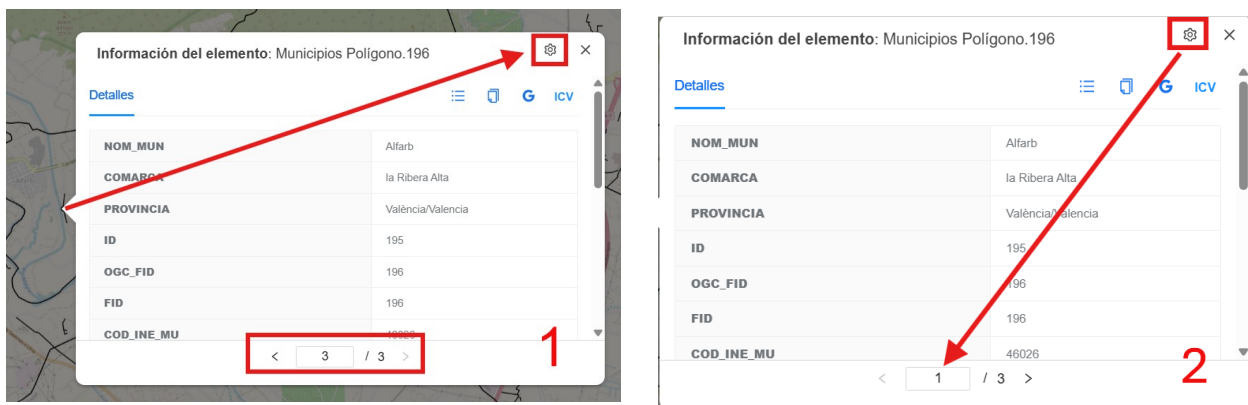 Información del elemento: Municipios Polígono.196
Detalles
G ICV
NOM_MUN Alfarb
COMARCA la Ribera Alta
PROVINCIA València/Valencia
ID 195
OGC_FID 196
FID 196
COD_INE_MU 46026
< 3 / 3 >
1
Información del elemento: Municipios Polígono.196
Detalles
G ICV
NOM_MUN Alfarb
COMARCA la Ribera Alta
PROVINCIA València/Valencia
ID 195
OGC_FID 196
FID 196
COD_INE_MU 46026
< 1 / 3 >
2